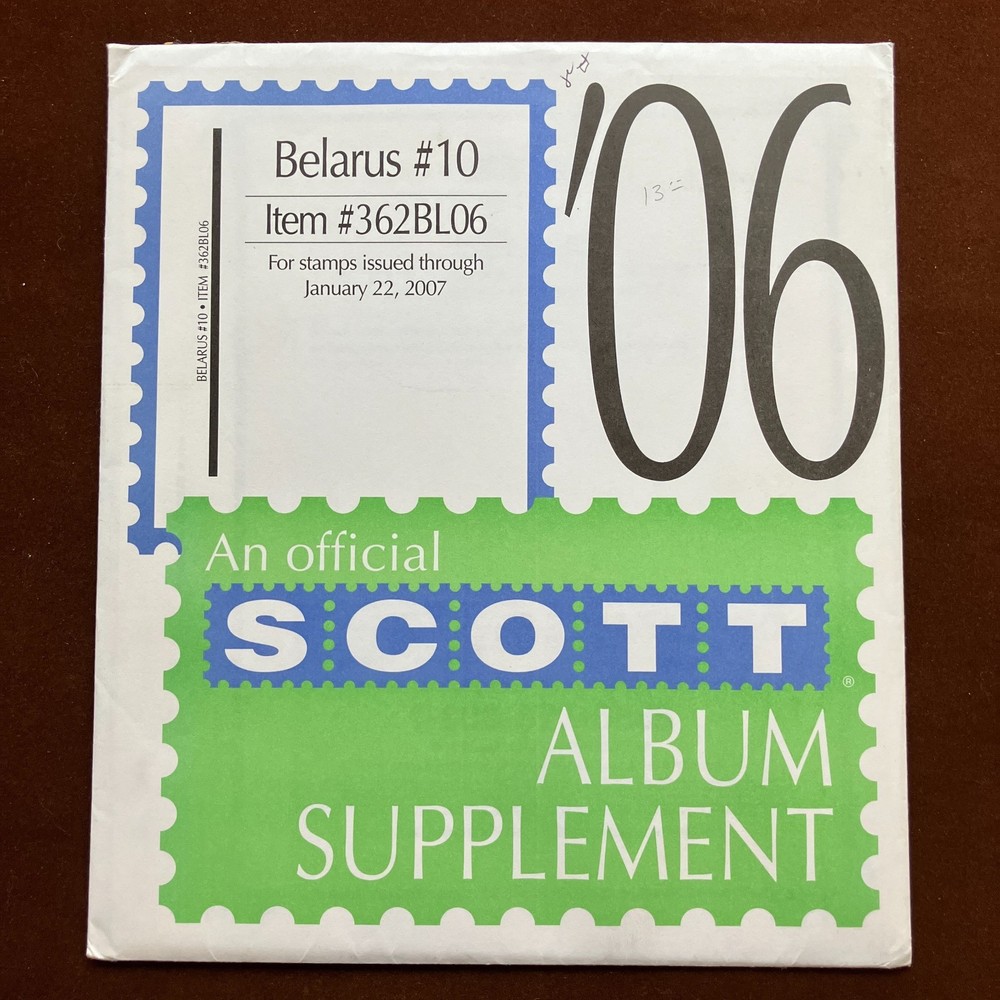 '06
13
Belarus #10
Item #362BL06
For stamps issued through
January 22, 2007
BELARUS #10 • ITEM #362BL06
An official
SCOTT
®
ALBUM
SUPPLEMENT